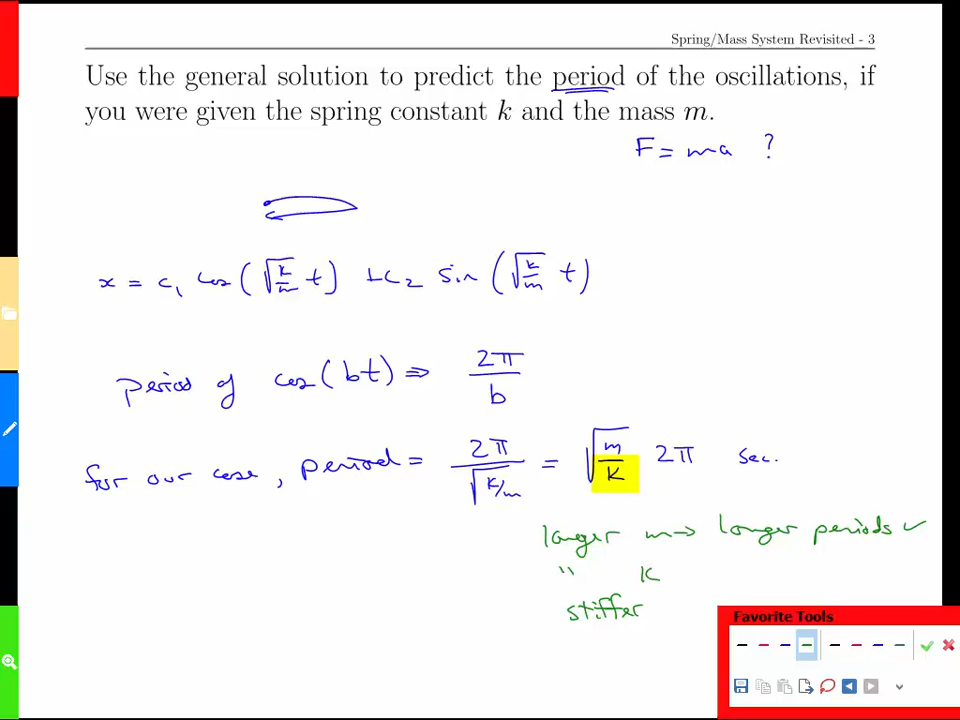 Spring/Mass System Revisited - 3
Use the general solution to predict the period of the oscillations, if
you were given the spring constant k and the mass m.
F = ma ?
x = c₁ cos(√(k/m) t) + c₂ sin(√(k/m) t)
period of cos(bt) ⇒ 2π/b
for our case, period = 2π/√(k/m) = √(m/k) 2π sec.
longer m → longer periods ✓
" k
stiffer
Favorite Tools